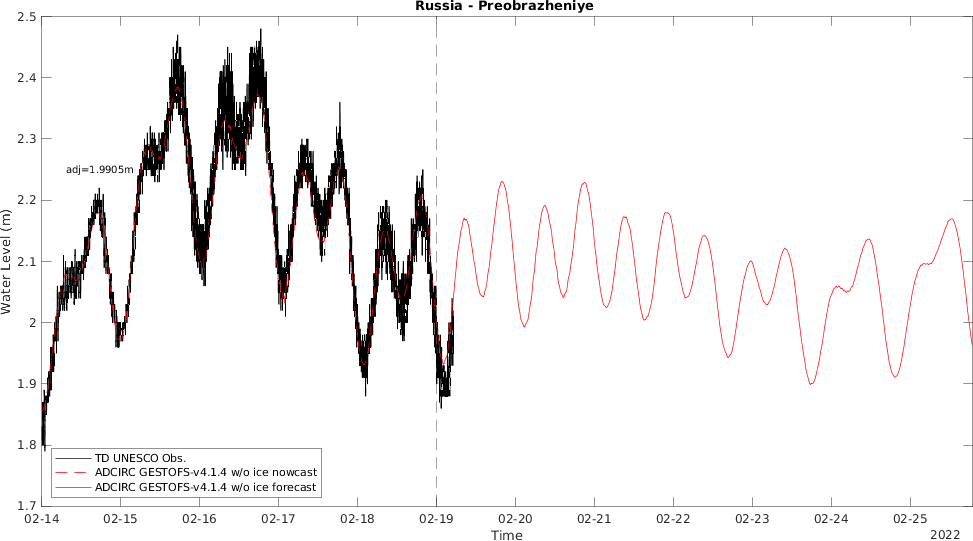 Russia - Preobrazheniye
2.5
2.4
2.3
2.2
2.1
2
1.9
1.8
1.7
Water Level (m)
adj=1.9905m
TD UNESCO Obs.
ADCIRC GESTOFS-v4.1.4 w/o ice nowcast
ADCIRC GESTOFS-v4.1.4 w/o ice forecast
02-14 02-15 02-16 02-17 02-18 02-19 02-20 02-21 02-22 02-23 02-24 02-25
Time
2022